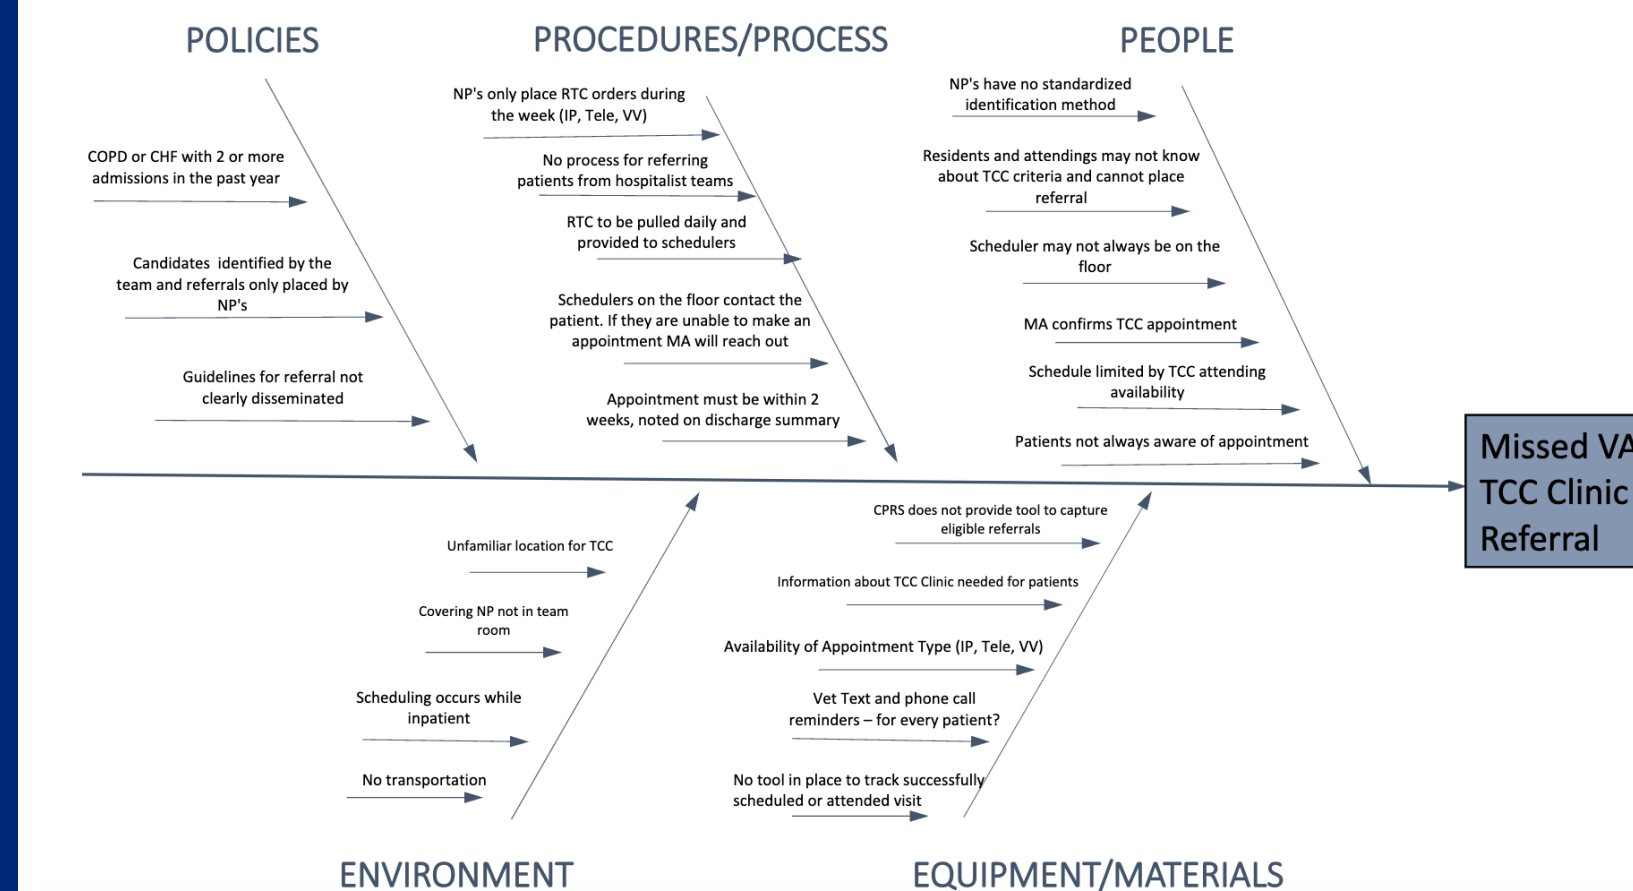 POLICIES
PROCEDURES/PROCESS
PEOPLE
COPD or CHF with 2 or more
admissions in the past year
Candidates identified by the
team and referrals only placed by
NP's
Guidelines for referral not
clearly disseminated
NP's only place RTC orders during
the week (IP, Tele, VV)
No process for referring
patients from hospitalist teams
RTC to be pulled daily and
provided to schedulers
Schedulers on the floor contact the
patient. If they are unable to make an
appointment MA will reach out
Appointment must be within 2
weeks, noted on discharge summary
NP's have no standardized
identification method
Residents and attendings may not know
about TCC criteria and cannot place
referral
Scheduler may not always be on the
floor
MA confirms TCC appointment
Schedule limited by TCC attending
availability
Patients not always aware of appointment
Missed VA
TCC Clinic
Referral
Unfamiliar location for TCC
Covering NP not in team
room
Scheduling occurs while
inpatient
No transportation
CPRS does not provide tool to capture
eligible referrals
Information about TCC Clinic needed for patients
Availability of Appointment Type (IP, Tele, VV)
Vet Text and phone call
reminders – for every patient?
No tool in place to track successfully
scheduled or attended visit
ENVIRONMENT
EQUIPMENT/MATERIALS